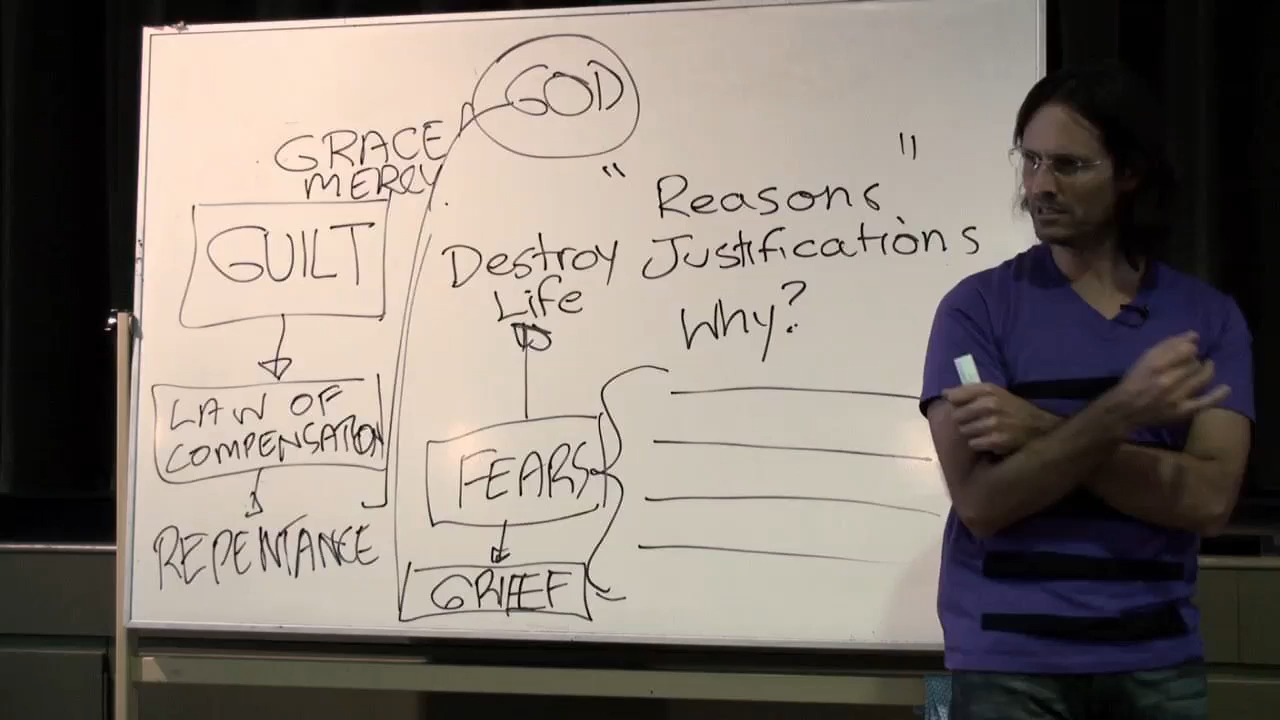 GOD
GRACE
MERCY
GUILT
LAW OF
COMPENSATION
REPENTANCE
" Reasons "
Destroy Justifications
Life
Why?
FEARS
GRIEF